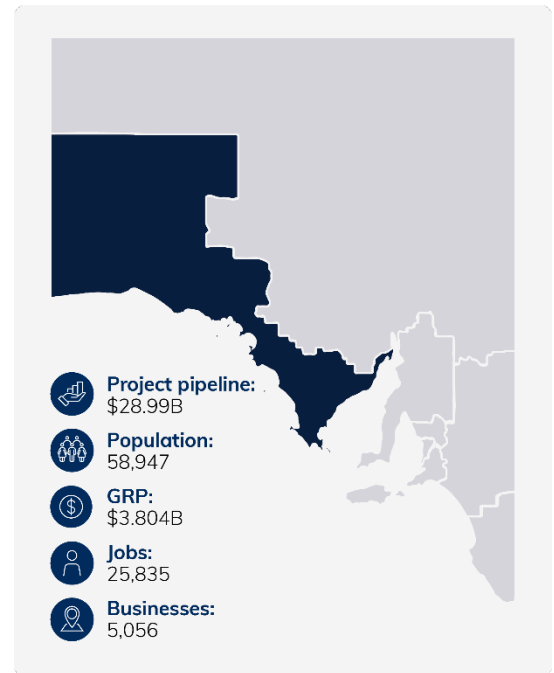 Project pipeline:
$28.99B
Population:
58,947
GRP:
$3.804B
Jobs:
25,835
Businesses:
5,056